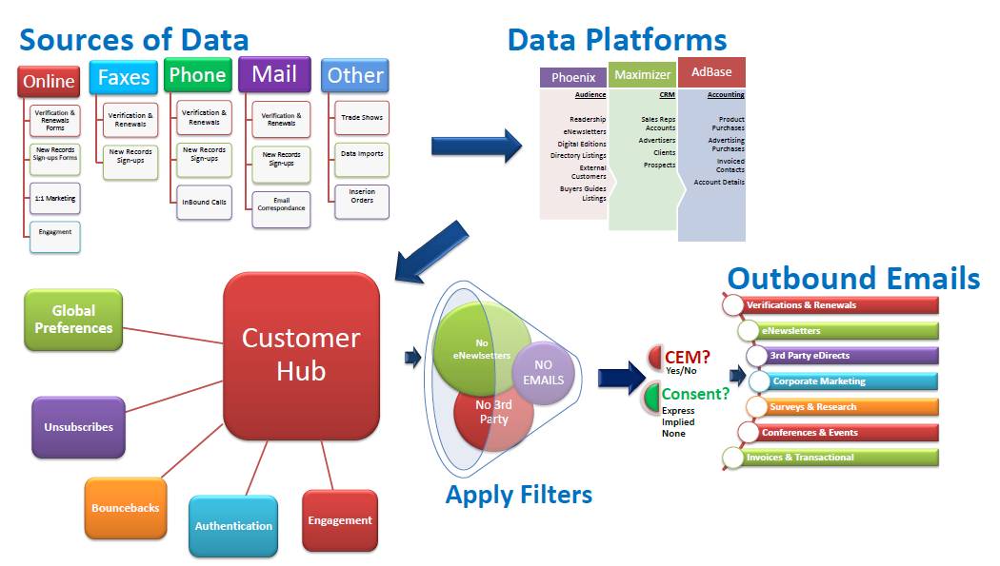 Sources of Data
Data Platforms
Online
Faxes
Phone
Mail
Other
Verification &
Renewals
Forms
New Records
Sign-ups Forms
1:1 Marketing
Engagment
Verification &
Renewals
New Records
Sign-ups
Verification &
Renewals
New Records
Sign-ups
InBound Calls
Verification &
Renewals
New Records
Sign-ups
Email
Correspondance
Trade Shows
Data Imports
Inserion
Orders
Phoenix
Maximizer
AdBase
Audience
Readership
eNewsletters
Digital Editions
Directory Listings
External
Customers
Buyers Guides
Listings
CRM
Sales Reps
Accounts
Advertisers
Clients
Prospects
Accounting
Product
Purchases
Advertising
Purchases
Invoiced
Contacts
Account Details
Global
Preferences
Unsubscribes
Bouncebacks
Authentication
Engagement
Customer
Hub
No
eNewlsetters
NO
EMAILS
No 3rd
Party
Apply Filters
CEM?
Yes/No
Consent?
Express
Implied
None
Outbound Emails
Verifications & Renewals
eNewsletters
3rd Party eDirects
Corporate Marketing
Surveys & Research
Conferences & Events
Invoices & Transactional